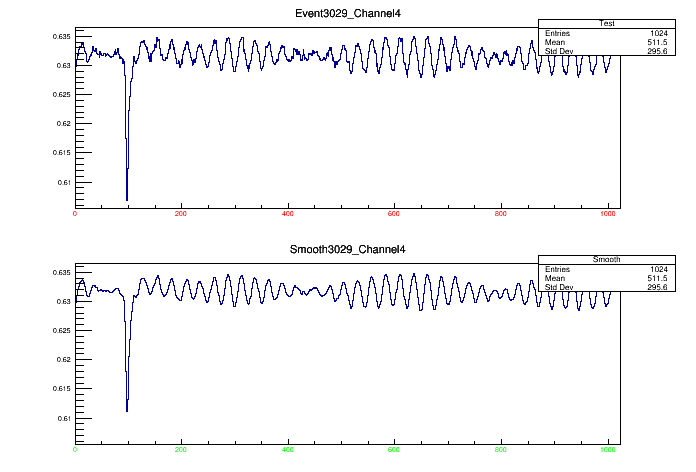 Event3029_Channel4
Test
Entries 1024
Mean 511.5
Std Dev 295.6
0.635
0.63
0.625
0.62
0.615
0.61
0 200 400 600 800 1000
Smooth3029_Channel4
Smooth
Entries 1024
Mean 511.5
Std Dev 295.6
0.635
0.63
0.625
0.62
0.615
0.61
0 200 400 600 800 1000